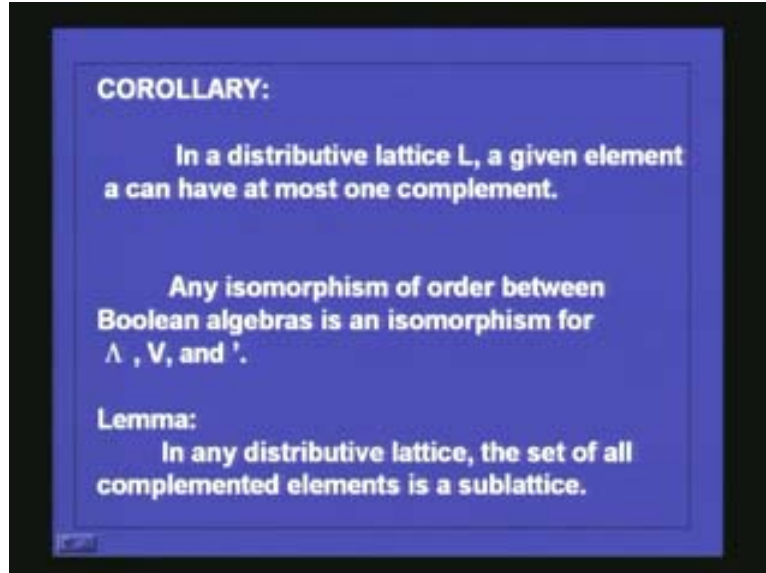 COROLLARY:
In a distributive lattice L, a given element
a can have at most one complement.
Any isomorphism of order between
Boolean algebras is an isomorphism for
Λ , V, and ’.
Lemma:
In any distributive lattice, the set of all
complemented elements is a sublattice.